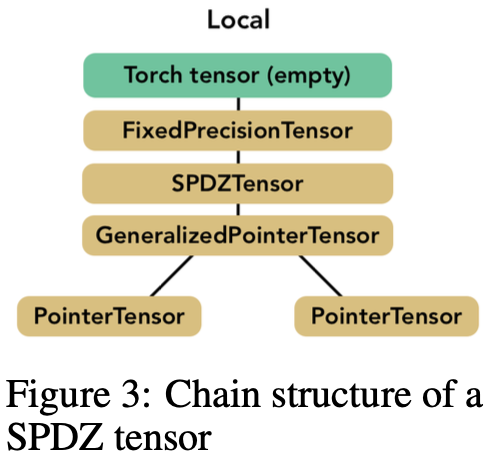 Local
Torch tensor (empty)
FixedPrecisionTensor
SPDZTensor
GeneralizedPointerTensor
PointerTensor
PointerTensor
Figure 3: Chain structure of a
SPDZ tensor